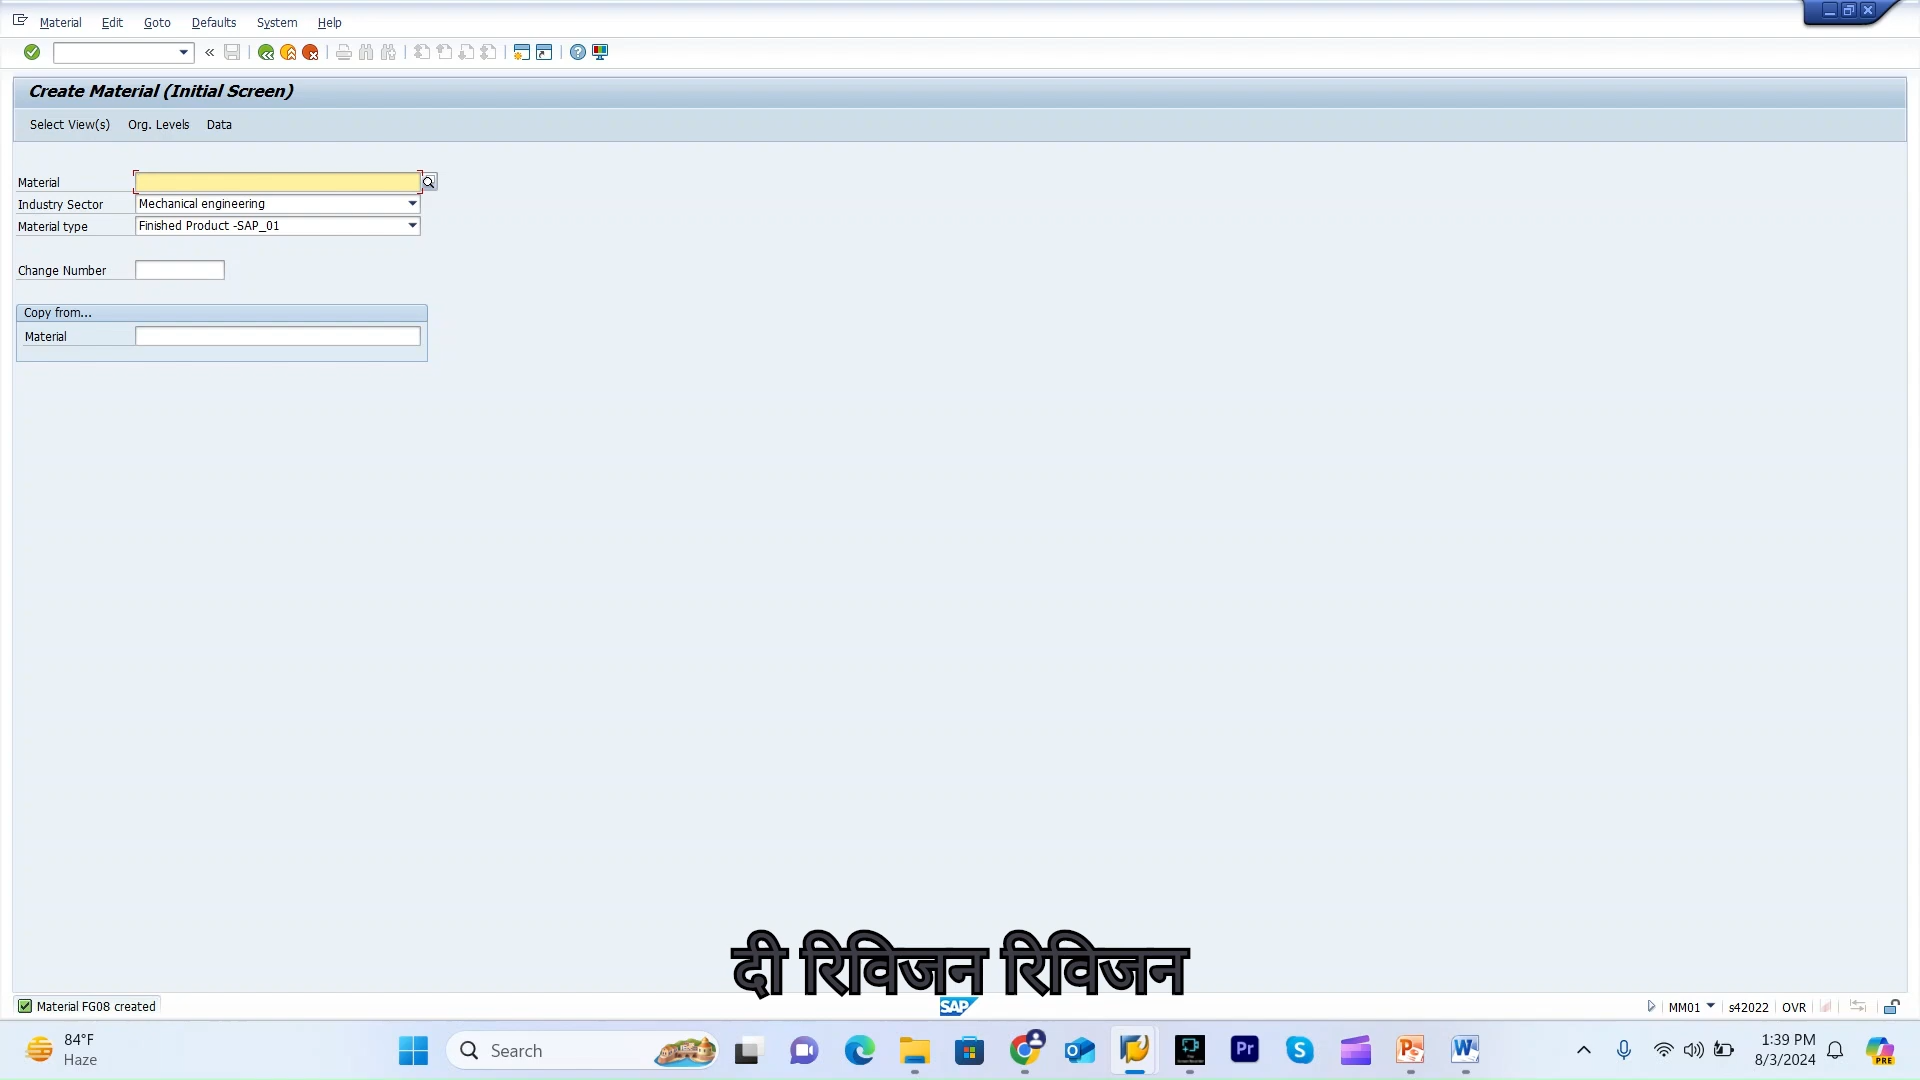 Material Edit Goto Defaults System Help
Create Material (Initial Screen)
Select View(s) Org. Levels Data
Material
Industry Sector Mechanical engineering
Material type Finished Product -SAP_01
Change Number
Copy from...
Material
दी रिविजन रिविजन
Material FG08 created SAP MM01 s42022 OVR
84°F
Haze
Search
Pr
S
P
W
1:39 PM
8/3/2024
PRE